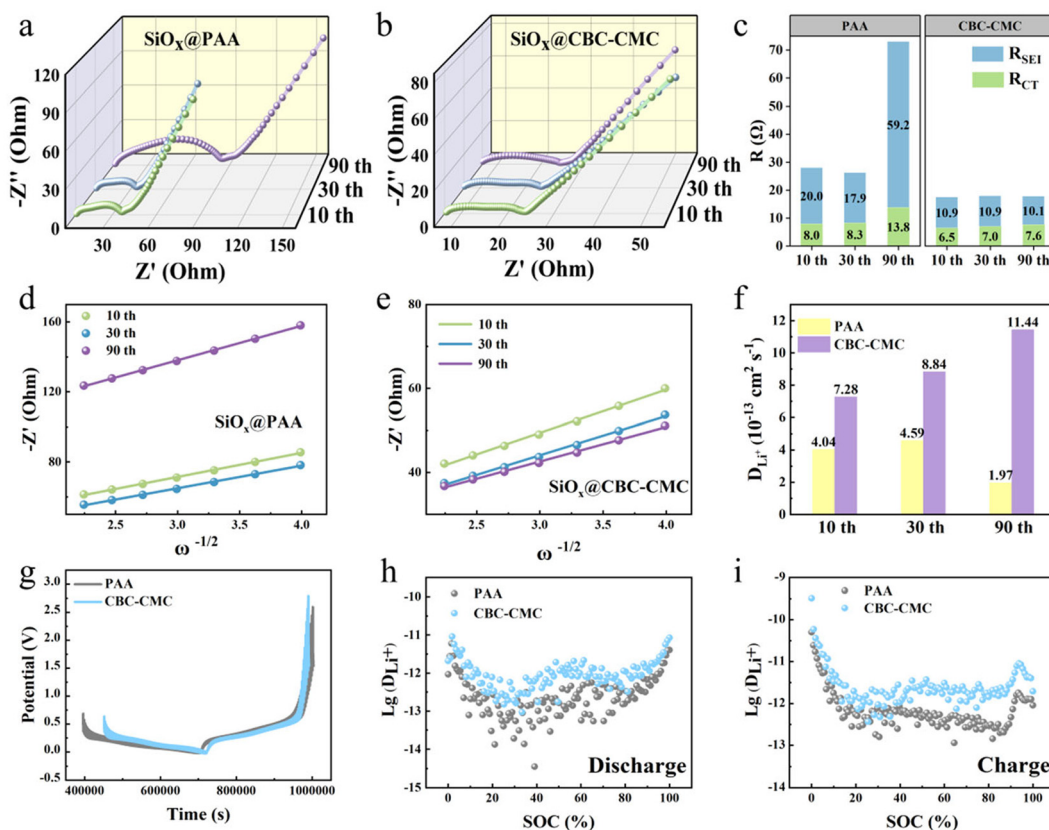 a
SiOx@PAA
-Z'' (Ohm)
120
90
60
30
0
30
60
90
120
150
Z' (Ohm)
90 th
30 th
10 th
b
SiOx@CBC-CMC
-Z'' (Ohm)
80
60
40
20
0
10
20
30
40
50
Z' (Ohm)
90 th
30 th
10 th
c
PAA
CBC-CMC
R (Ω)
70
60
50
40
30
20
10
0
RSEI
RCT
20.0
17.9
59.2
8.0
8.3
13.8
10.9
10.9
10.1
6.5
7.0
7.6
10 th
30 th
90 th
10 th
30 th
90 th
d
10 th
30 th
90 th
-Z' (Ohm)
160
120
80
SiOx@PAA
2.5
3.0
3.5
4.0
ω -1/2
e
10 th
30 th
90 th
-Z' (Ohm)
80
60
40
SiOx@CBC-CMC
2.5
3.0
3.5
4.0
ω -1/2
f
PAA
CBC-CMC
DLi+ (10-13 cm2 s-1)
12
10
8
6
4
2
0
4.04
7.28
4.59
8.84
1.97
11.44
10 th
30 th
90 th
g
PAA
CBC-CMC
Potential (V)
3.0
2.5
2.0
1.5
1.0
0.5
0.0
-0.5
400000
600000
800000
1000000
Time (s)
h
PAA
CBC-CMC
Lg (DLi+)
-9
-10
-11
-12
-13
-14
-15
Discharge
0
20
40
60
80
100
SOC (%)
i
PAA
CBC-CMC
Lg (DLi+)
-9
-10
-11
-12
-13
-14
Charge
0
20
40
60
80
100
SOC (%)